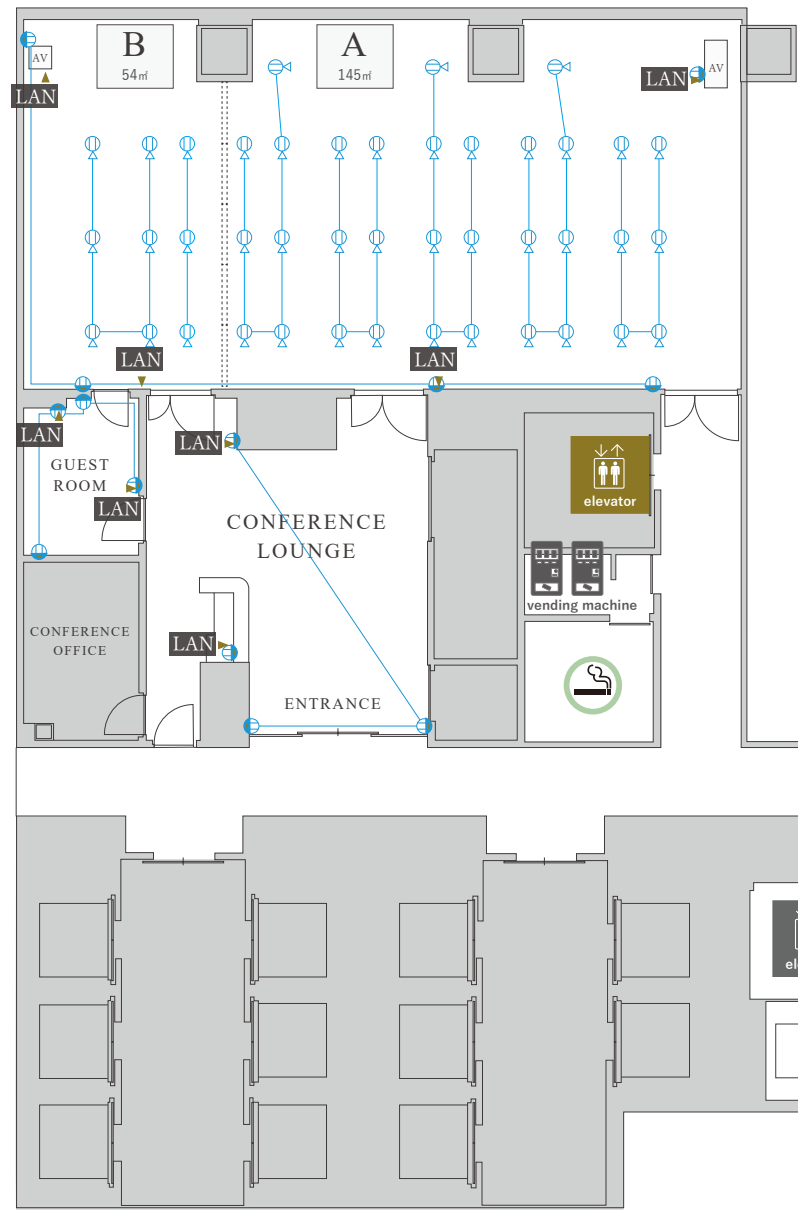 B
54㎡
A
145㎡
AV
LAN
LAN
AV
LAN
LAN
LAN
LAN
GUEST
ROOM
LAN
CONFERENCE
LOUNGE
elevator
vending machine
CONFERENCE
OFFICE
LAN
ENTRANCE